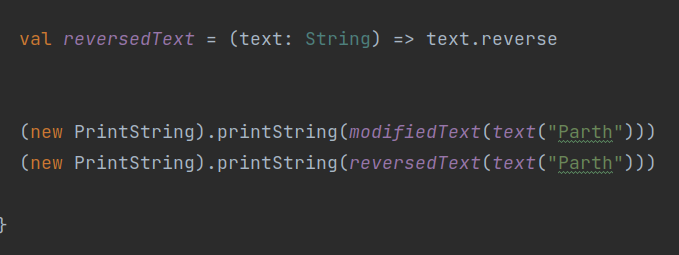 val reversedText = (text: String) => text.reverse
(new PrintString).printString(modifiedText(text("Parth")))
(new PrintString).printString(reversedText(text("Parth")))
}